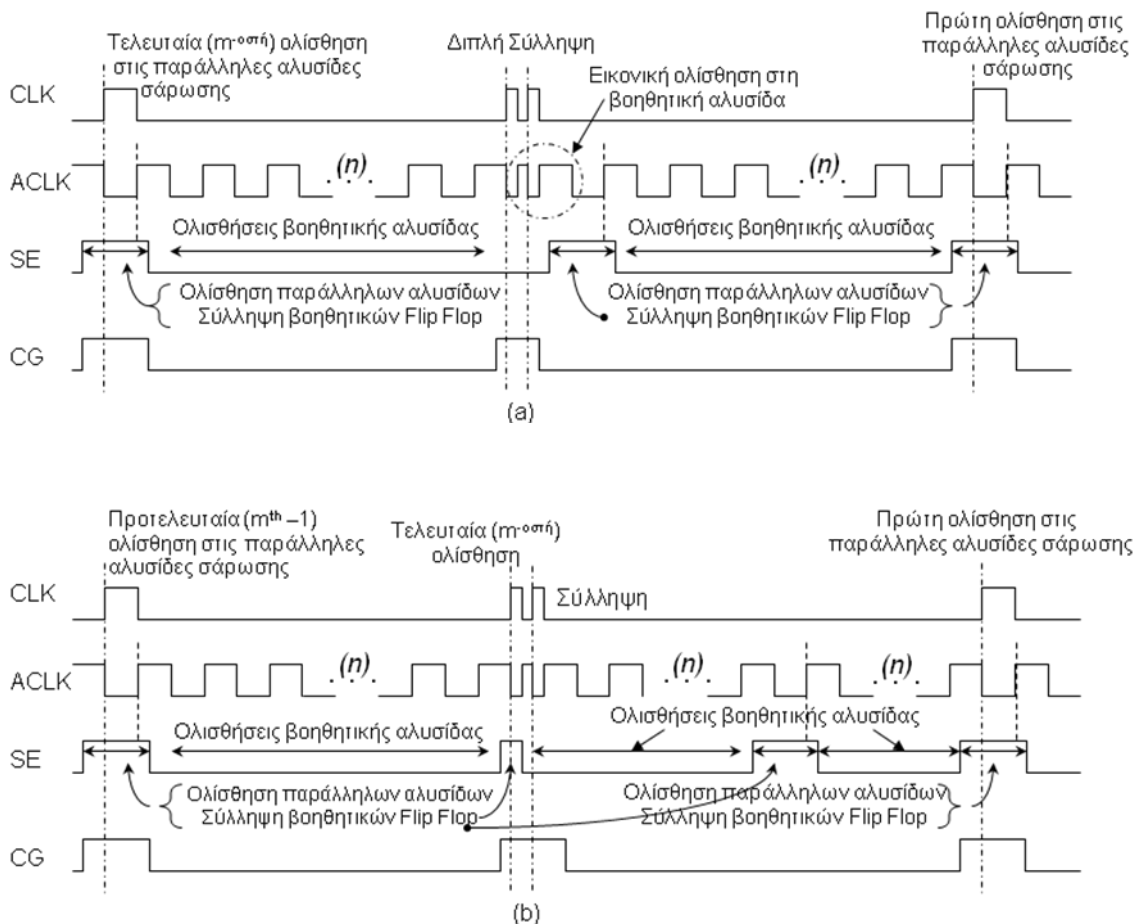 Τελευταία (m-οστή) ολίσθηση
στις παράλληλες αλυσίδες
σάρωσης
Διπλή Σύλληψη
Πρώτη ολίσθηση στις
παράλληλες αλυσίδες
σάρωσης
Εικονική ολίσθηση στη
βοηθητική αλυσίδα
CLK
ACLK
(n)
. . .
(n)
. . .
Ολισθήσεις βοηθητικής αλυσίδας
Ολισθήσεις βοηθητικής αλυσίδας
SE
Ολίσθηση παράλληλων αλυσίδων
Σύλληψη βοηθητικών Flip Flop
Ολίσθηση παράλληλων αλυσίδων
Σύλληψη βοηθητικών Flip Flop
CG
(a)
Προτελευταία (mth –1)
ολίσθηση στις παράλληλες
αλυσίδες σάρωσης
Τελευταία (m-οστή)
ολίσθηση
Πρώτη ολίσθηση στις
παράλληλες αλυσίδες σάρωσης
CLK
Σύλληψη
ACLK
(n)
. . .
(n)
. . .
(n)
. . .
Ολισθήσεις βοηθητικής αλυσίδας
Ολισθήσεις βοηθητικής αλυσίδας
SE
Ολίσθηση παράλληλων αλυσίδων
Σύλληψη βοηθητικών Flip Flop
Ολίσθηση παράλληλων αλυσίδων
Σύλληψη βοηθητικών Flip Flop
CG
(b)